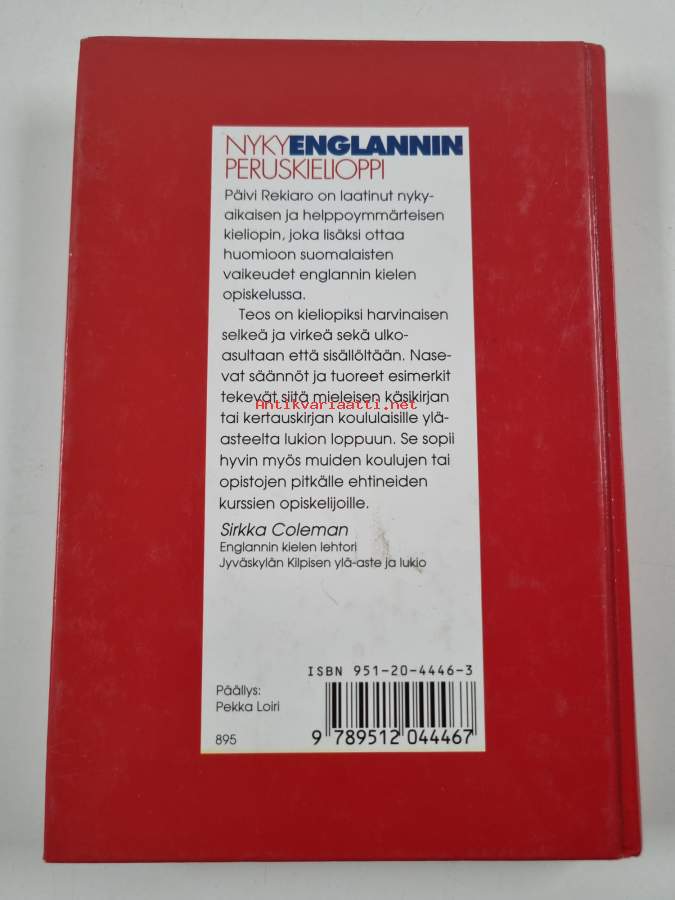 NYKYENGLANNIN
PERUSKIELIOPPI
Päivi Rekiaro on laatinut nyky-
aikaisen ja helppoymmärteisen
kieliopin, joka lisäksi ottaa
huomioon suomalaisten
vaikeudet englannin kielen
opiskelussa.
Teos on kieliopiksi harvinaisen
selkeä ja virkeä sekä ulko-
asultaan että sisällöltään. Nase-
vat säännöt ja tuoreet esimerkit
tekevät siitä mieleisen käsikirjan
Antikvariaatti.net
tai kertauskirjan koululaisille ylä-
asteelta lukion loppuun. Se sopii
hyvin myös muiden koulujen tai
opistojen pitkälle ehtineiden
kurssien opiskelijoille.
Sirkka Coleman
Englannin kielen lehtori
Jyväskylän Kilpisen ylä-aste ja lukio
ISBN 951-20-4446-3
Päällys:
Pekka Loiri
895
9 789512 044467